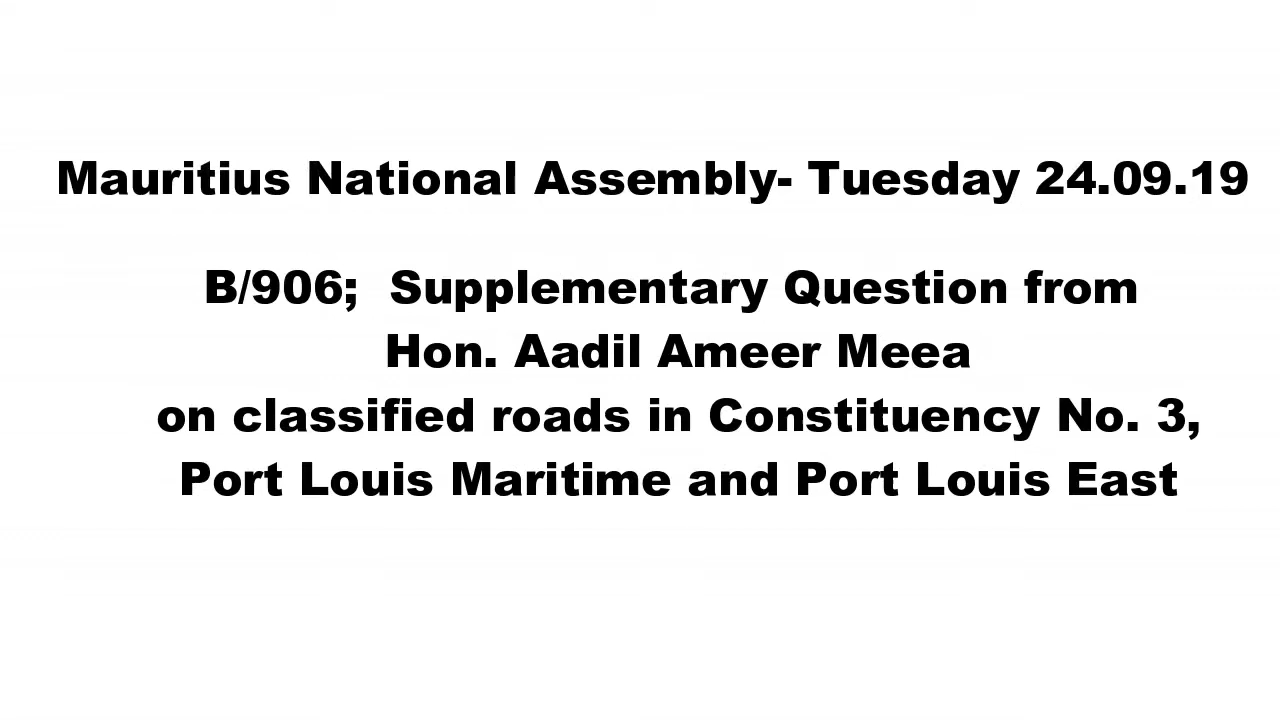 Mauritius National Assembly- Tuesday 24.09.19
B/906;  Supplementary Question from
Hon. Aadil Ameer Meea
on classified roads in Constituency No. 3,
Port Louis Maritime and Port Louis East